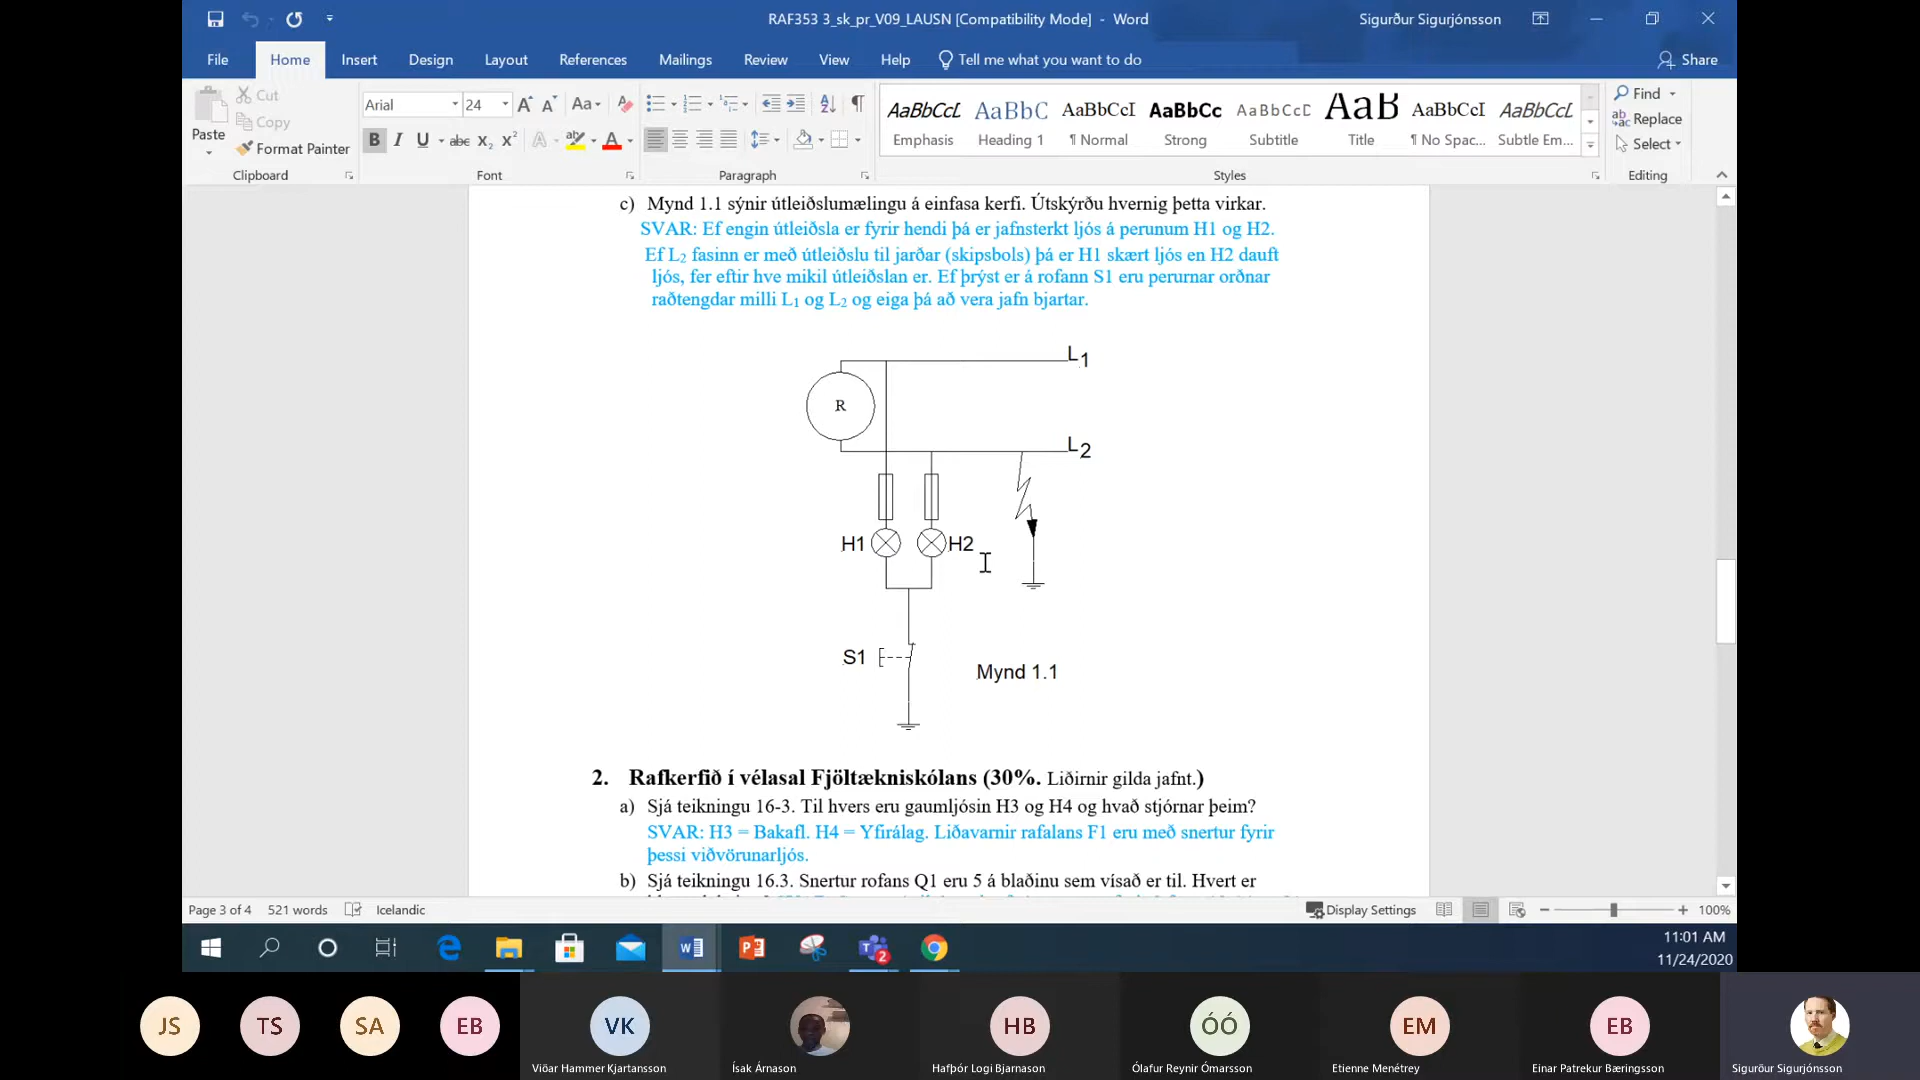 RAF353 3_sk_pr_V09_LAUSN [Compatibility Mode] - Word
Sigurður Sigurjónsson
File Home Insert Design Layout References Mailings Review View Help Tell me what you want to do Share
Paste
Cut
Copy
Format Painter
Clipboard
Arial 24
Font
Paragraph
AaBbCcL AaBbC AaBbCcI AaBbCc AaBbCcD AaB AaBbCcI AaBbCcL
Emphasis Heading 1 ¶ Normal Strong Subtitle Title ¶ No Spac... Subtle Em...
Styles
Find
Replace
Select
Editing
c) Mynd 1.1 sýnir útleiðslumælingu á einfasa kerfi. Útskýrðu hvernig þetta virkar.
SVAR: Ef engin útleiðsla er fyrir hendi þá er jafnsterkt ljós á perunum H1 og H2.
Ef L₂ fasinn er með útleiðslu til jarðar (skipsbols) þá er H1 skært ljós en H2 dauft
ljós, fer eftir hve mikil útleiðslan er. Ef þrýst er á rofann S1 eru perurnar orðnar
raðtengdar milli L₁ og L₂ og eiga þá að vera jafn bjartar.
L1
R
L2
H1 H2
S1
Mynd 1.1
2. Rafkerfið í vélasal Fjöltækniskólans (30%. Liðirnir gilda jafnt.)
a) Sjá teikningu 16-3. Til hvers eru gaumljósin H3 og H4 og hvað stjórnar þeim?
SVAR: H3 = Bakafl. H4 = Yfirálag. Liðavarnir rafalans F1 eru með snertur fyrir
þessi viðvörunarljós.
b) Sjá teikningu 16.3. Snertur rofans Q1 eru 5 á blaðinu sem vísað er til. Hvert er
Page 3 of 4 521 words Icelandic Display Settings 100%
2
11:01 AM
11/24/2020
JS TS SA EB VK HB ÓÓ EM EB
Viðar Hammer Kjartansson Ísak Árnason Hafþór Logi Bjarnason Ólafur Reynir Ómarsson Etienne Menétrey Einar Patrekur Bæringsson Sigurður Sigurjónsson